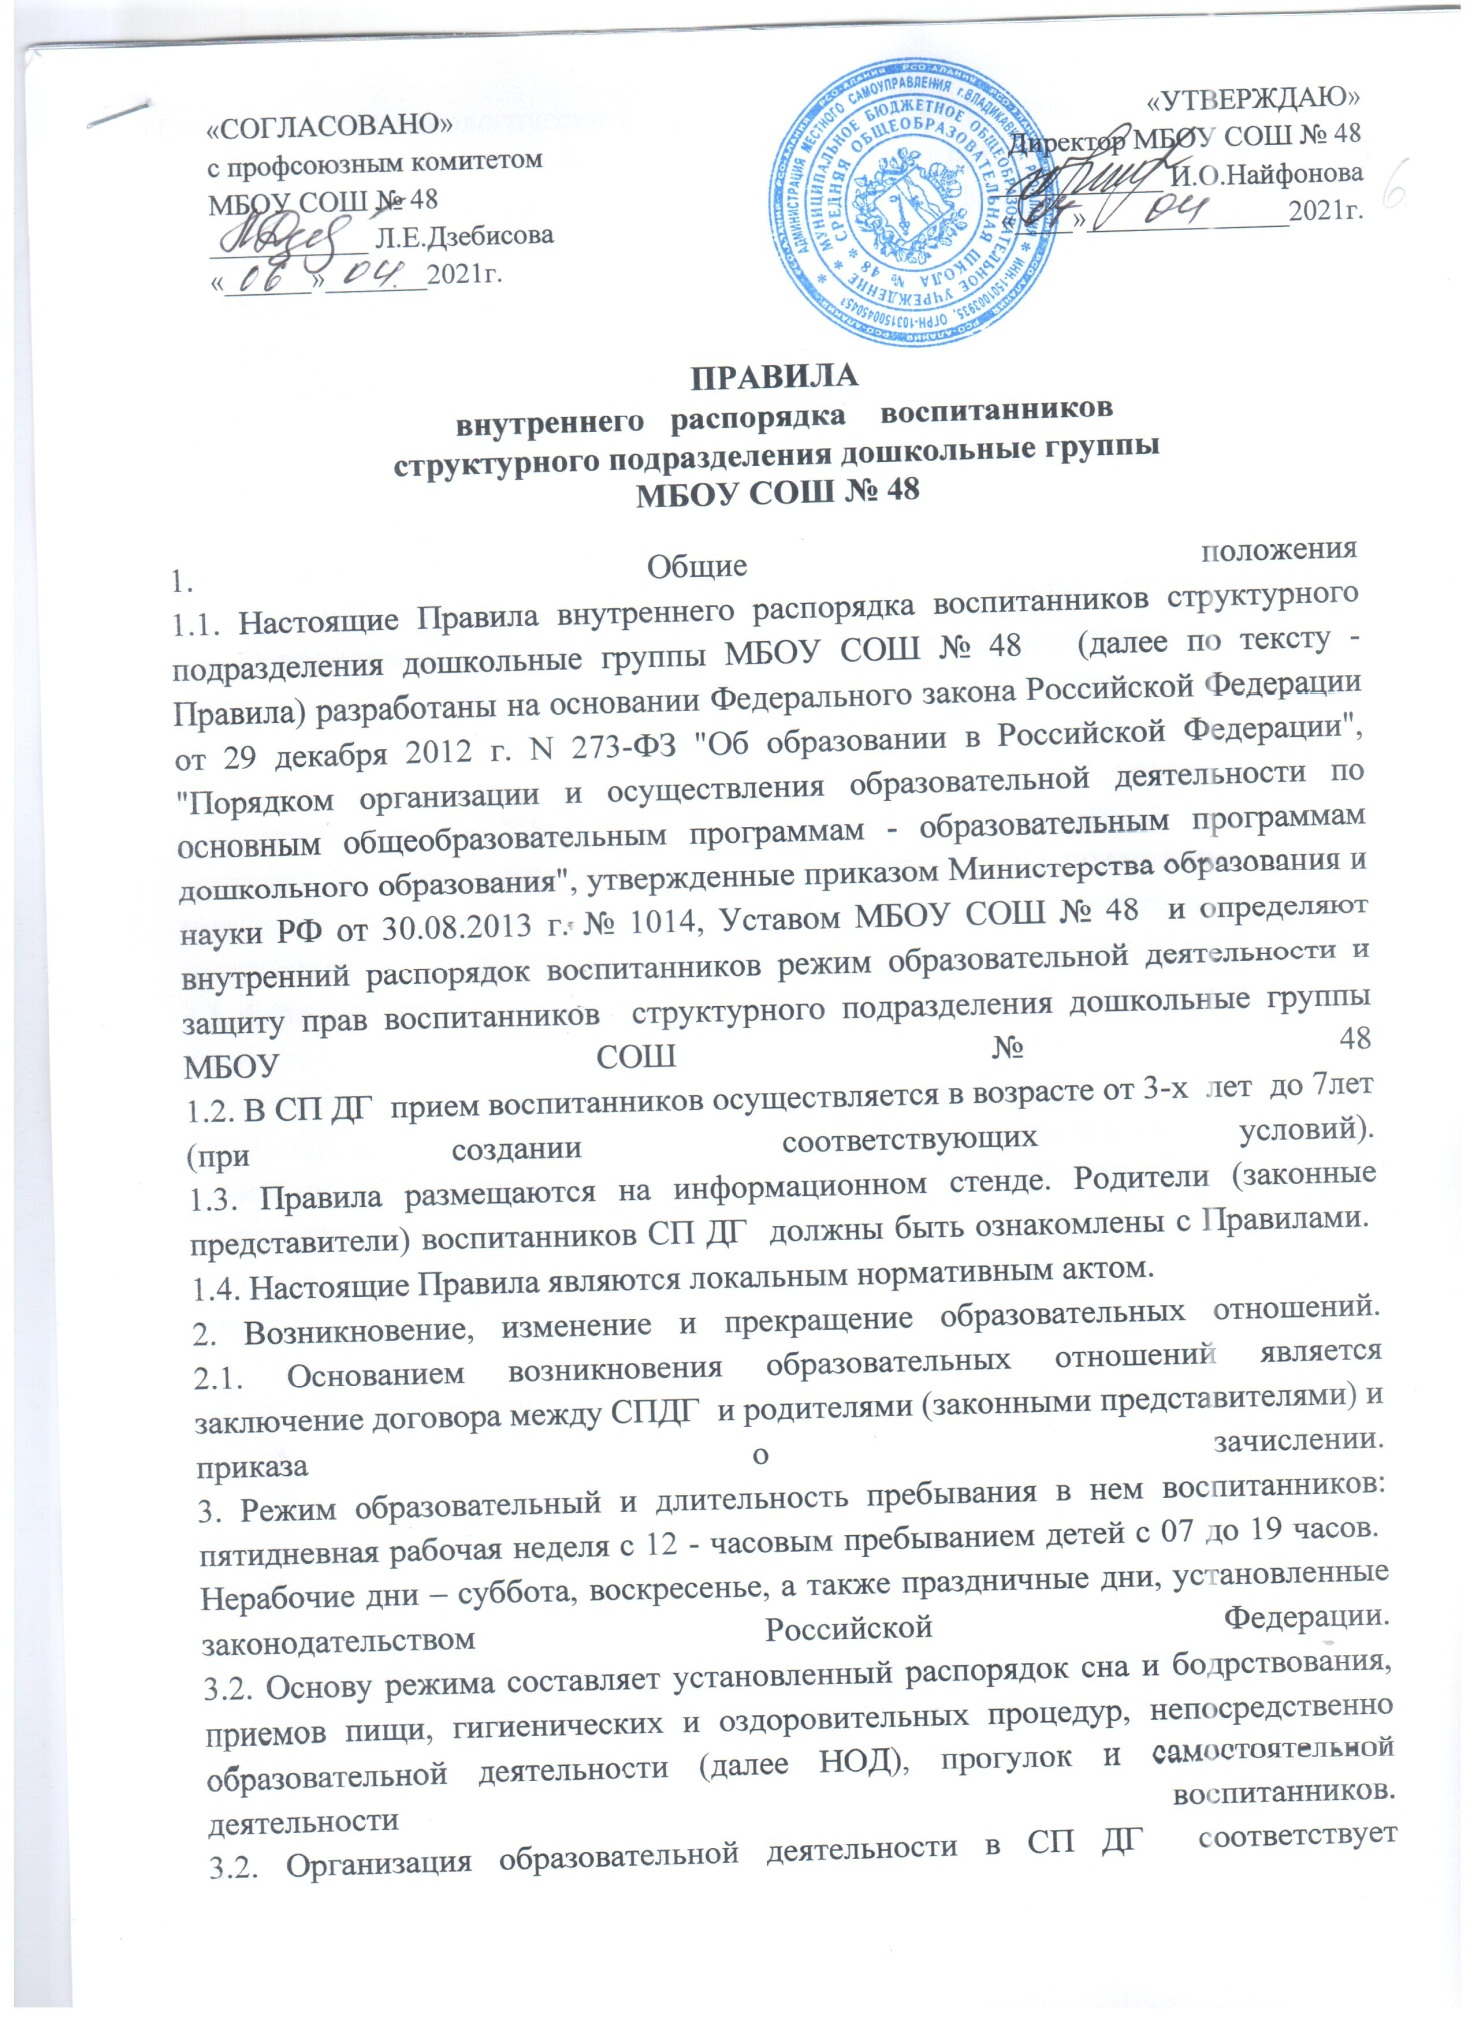 «СОГЛАСОВАНО»
с профсоюзным комитетом
МБОУ СОШ № 48
Л.Е.Дзебисова
«06» 04. 2021г.
«УТВЕРЖДАЮ»
Директор МБОУ СОШ № 48
И.О.Найфонова
« » 04 2021г.
6
МУНИЦИПАЛЬНОЕ БЮДЖЕТНОЕ ОБЩЕОБРАЗОВАТЕЛЬНОЕ УЧРЕЖДЕНИЕ
СРЕДНЯЯ ОБЩЕОБРАЗОВАТЕЛЬНАЯ ШКОЛА № 48
ПРАВИЛА
внутреннего распорядка воспитанников
структурного подразделения дошкольные группы
МБОУ СОШ № 48
1. Общие положения
1.1. Настоящие Правила внутреннего распорядка воспитанников структурного
подразделения дошкольные группы МБОУ СОШ № 48 (далее по тексту -
Правила) разработаны на основании Федерального закона Российской Федерации
от 29 декабря 2012 г. N 273-ФЗ "Об образовании в Российской Федерации",
"Порядком организации и осуществления образовательной деятельности по
основным общеобразовательным программам - образовательным программам
дошкольного образования", утвержденные приказом Министерства образования и
науки РФ от 30.08.2013 г. № 1014, Уставом МБОУ СОШ № 48 и определяют
внутренний распорядок воспитанников режим образовательной деятельности и
защиту прав воспитанников структурного подразделения дошкольные группы
МБОУ СОШ № 48
1.2. В СП ДГ прием воспитанников осуществляется в возрасте от 3-х лет до 7лет
(при создании соответствующих условий).
1.3. Правила размещаются на информационном стенде. Родители (законные
представители) воспитанников СП ДГ должны быть ознакомлены с Правилами.
1.4. Настоящие Правила являются локальным нормативным актом.
2. Возникновение, изменение и прекращение образовательных отношений.
2.1. Основанием возникновения образовательных отношений является
заключение договора между СПДГ и родителями (законными представителями) и
приказа о зачислении.
3. Режим образовательный и длительность пребывания в нем воспитанников:
пятидневная рабочая неделя с 12 - часовым пребыванием детей с 07 до 19 часов.
Нерабочие дни – суббота, воскресенье, а также праздничные дни, установленные
законодательством Российской Федерации.
3.2. Основу режима составляет установленный распорядок сна и бодрствования,
приемов пищи, гигиенических и оздоровительных процедур, непосредственно
образовательной деятельности (далее НОД), прогулок и самостоятельной
деятельности воспитанников.
3.2. Организация образовательной деятельности в СП ДГ соответствует